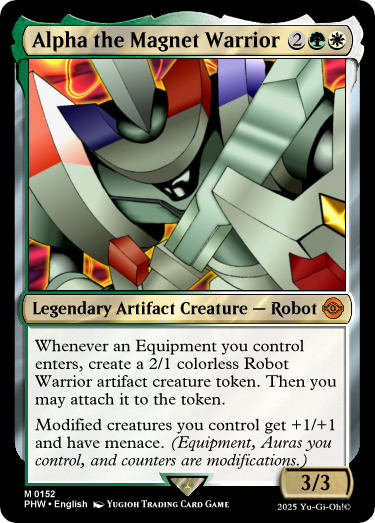 Alpha the Magnet Warrior 2
Legendary Artifact Creature — Robot
Whenever an Equipment you control
enters, create a 2/1 colorless Robot
Warrior artifact creature token. Then you
may attach it to the token.
Modified creatures you control get +1/+1
and have menace. (Equipment, Auras you
control, and counters are modifications.)
3/3
M 0152
PHW • English Yugioh Trading Card Game
2025 Yu-Gi-Oh!©